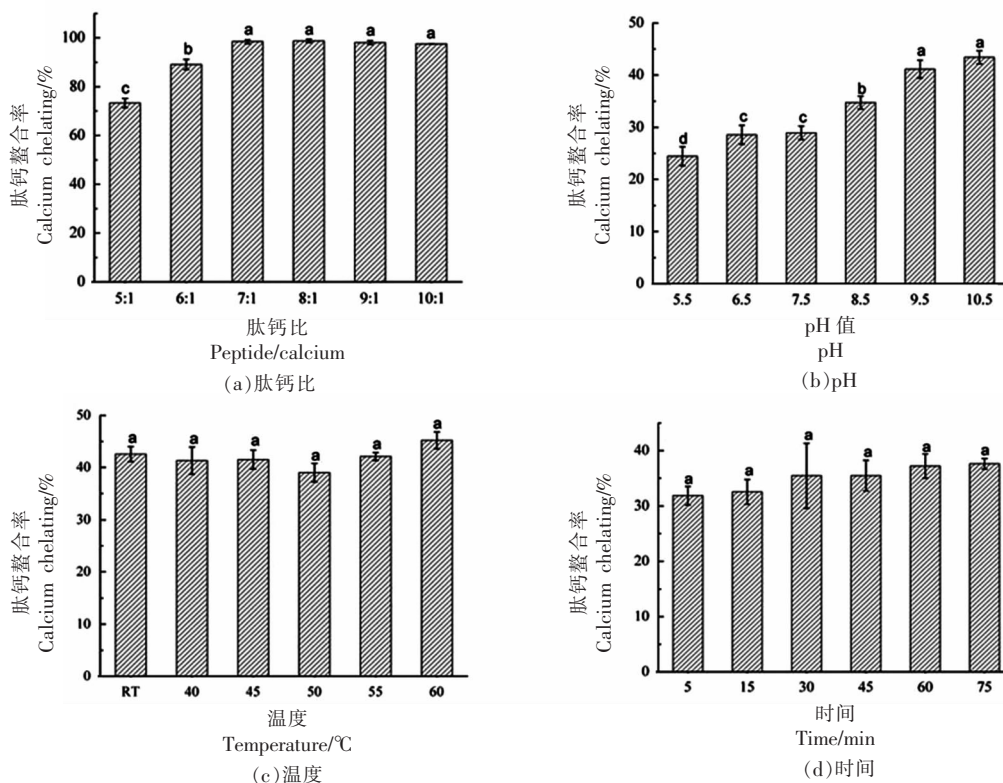 肽钙螯合率
Calcium chelating/%
100
80
60
40
20
0
c
b
a
a
a
a
5:1
6:1
7:1
8:1
9:1
10:1
肽钙比
Peptide/calcium
(a)肽钙比
肽钙螯合率
Calcium chelating/%
50
40
30
20
10
0
d
c
c
b
a
a
5.5
6.5
7.5
8.5
9.5
10.5
pH 值
pH
(b)pH
肽钙螯合率
Calcium chelating/%
50
40
30
20
10
0
a
a
a
a
a
a
RT
40
45
50
55
60
温度
Temperature/℃
(c)温度
肽钙螯合率
Calcium chelating/%
40
30
20
10
0
a
a
a
a
a
a
5
15
30
45
60
75
时间
Time/min
(d)时间